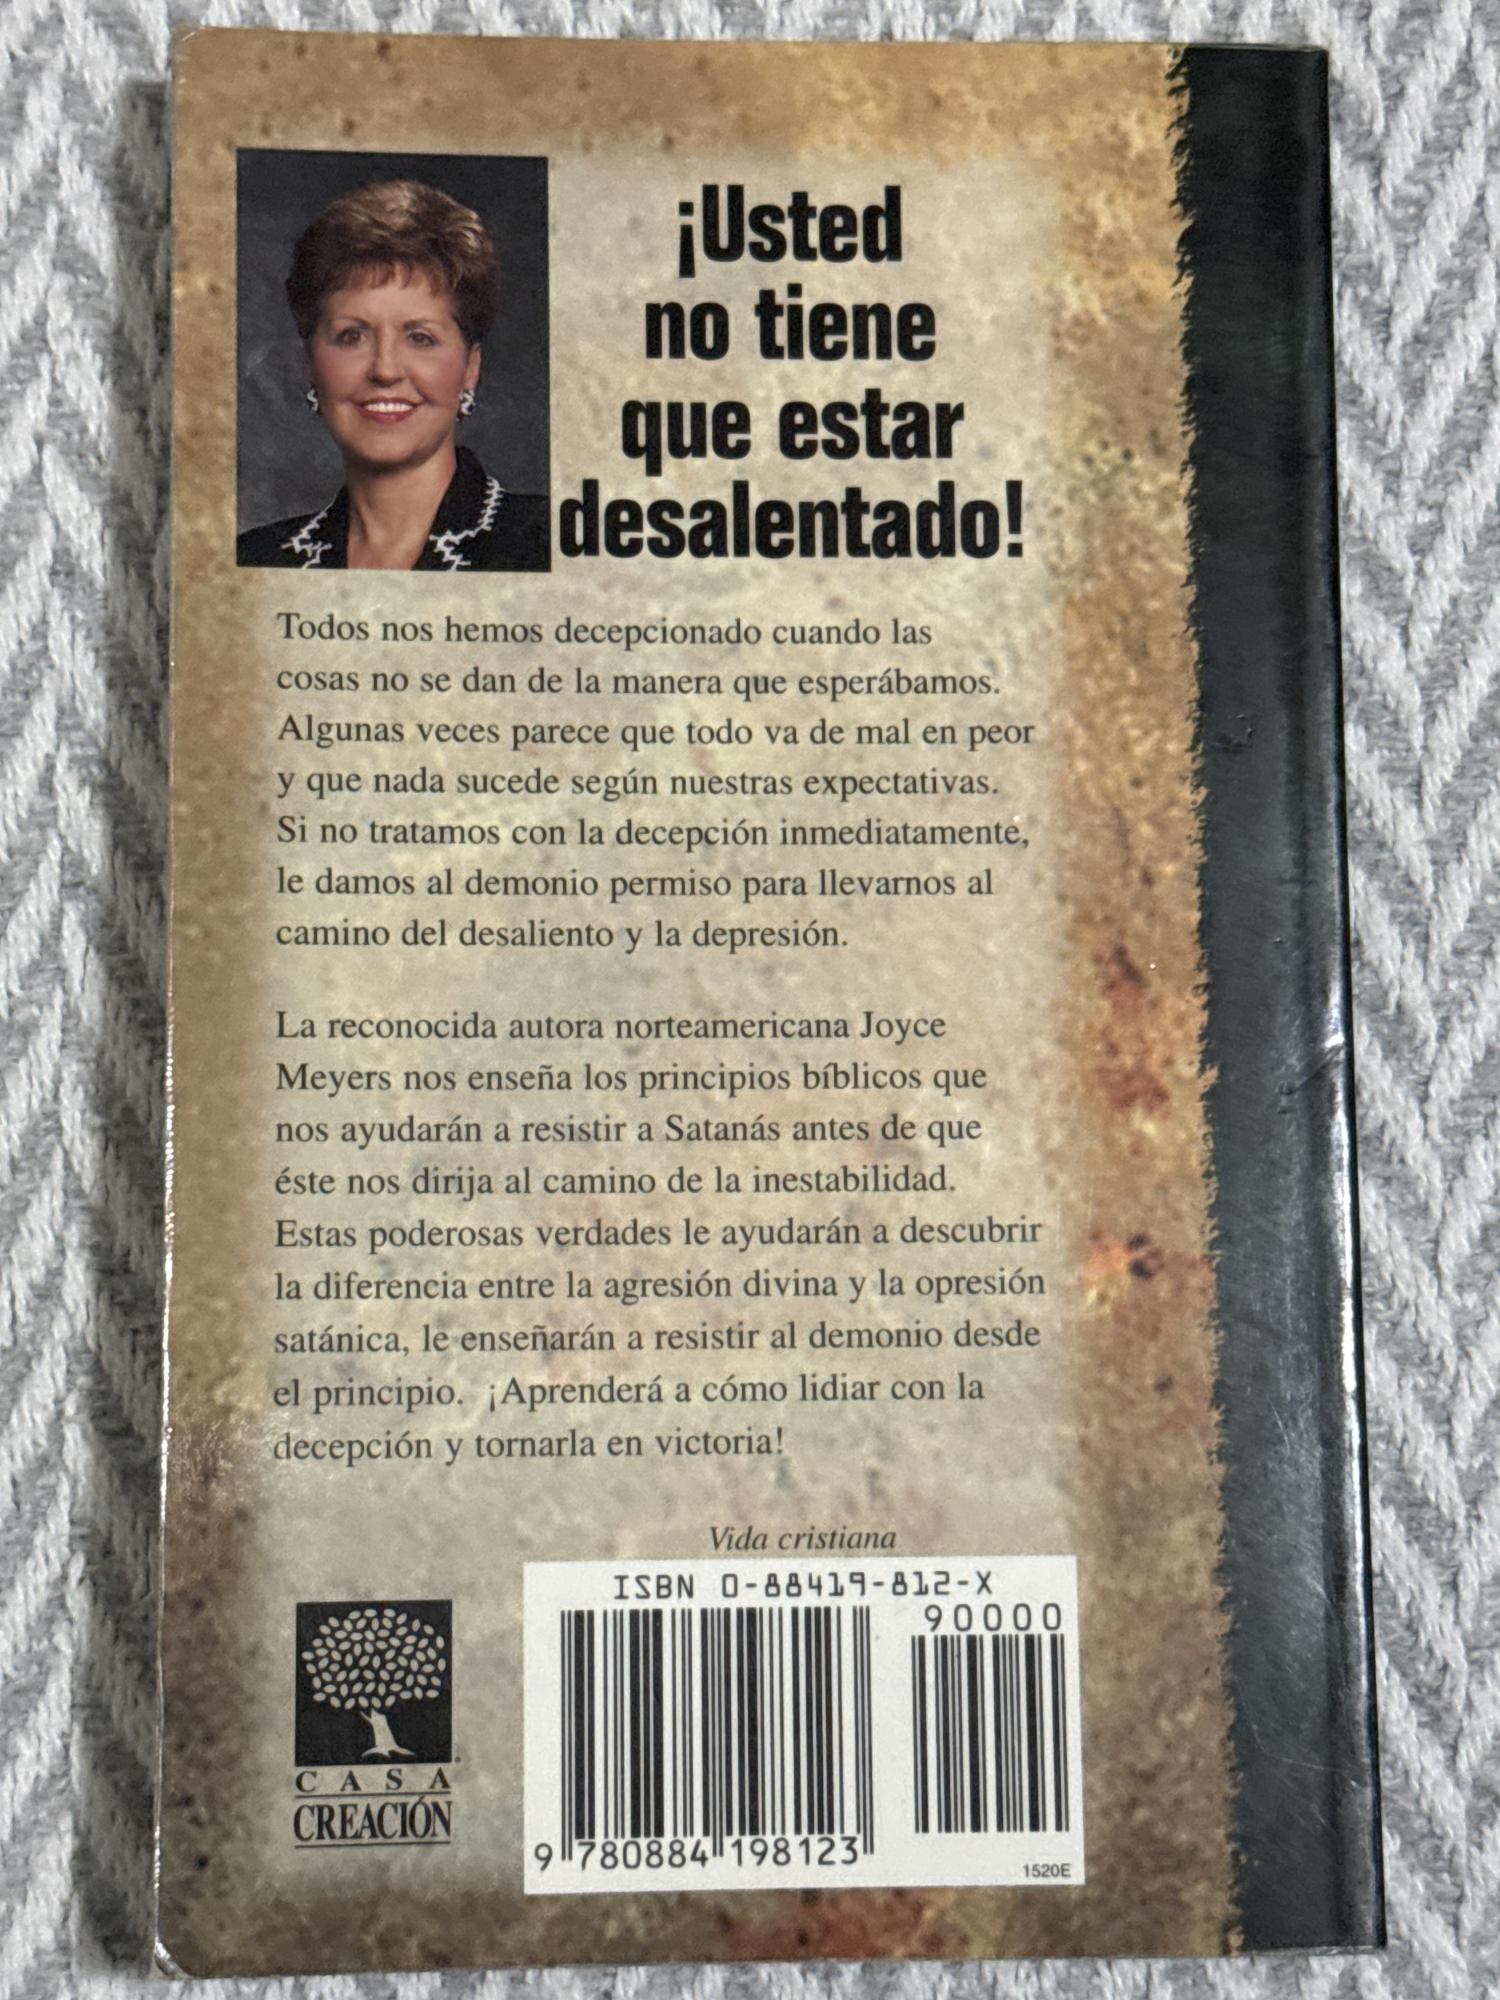 ¡Usted
no tiene
que estar
desalentado!
Todos nos hemos decepcionado cuando las
cosas no se dan de la manera que esperábamos.
Algunas veces parece que todo va de mal en peor
y que nada sucede según nuestras expectativas.
Si no tratamos con la decepción inmediatamente,
le damos al demonio permiso para llevarnos al
camino del desaliento y la depresión.
La reconocida autora norteamericana Joyce
Meyers nos enseña los principios bíblicos que
nos ayudarán a resistir a Satanás antes de que
éste nos dirija al camino de la inestabilidad.
Estas poderosas verdades le ayudarán a descubrir
la diferencia entre la agresión divina y la opresión
satánica, le enseñarán a resistir al demonio desde
el principio. ¡Aprenderá a cómo lidiar con la
decepción y tornarla en victoria!
Vida cristiana
ISBN 0-88419-812-X
90000
9 780884 198123
1520E
CASA
CREACIÓN